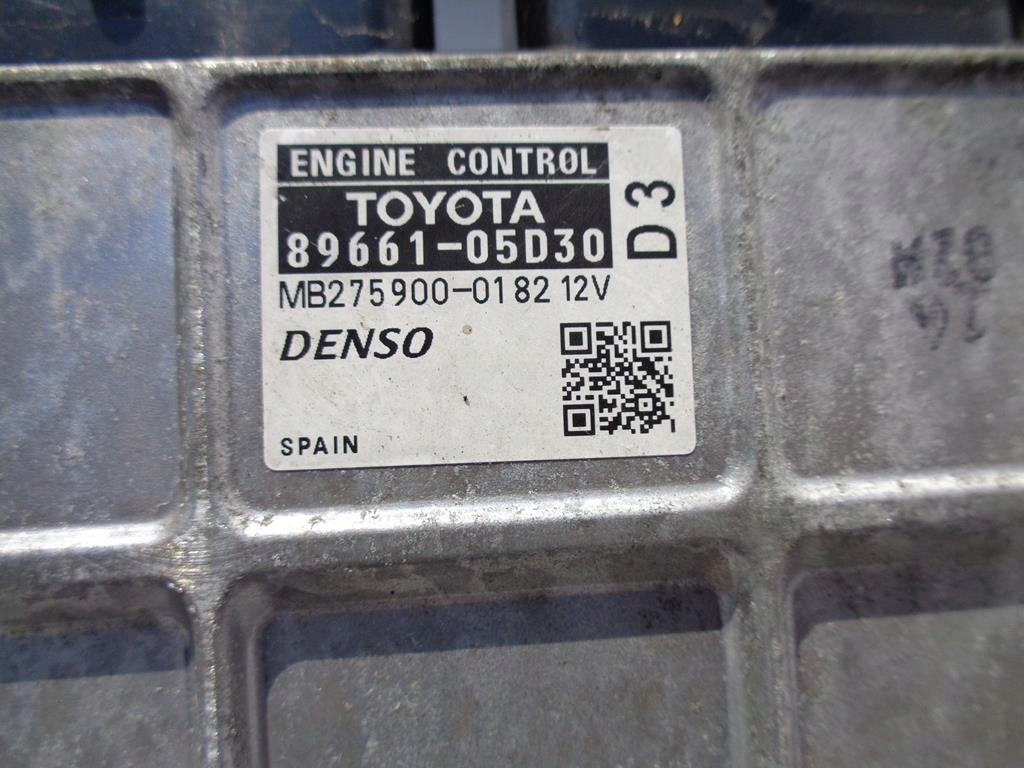 ENGINE CONTROL
TOYOTA
89661-05D30
D3
MB275900-0182 12V
DENSO
SPAIN